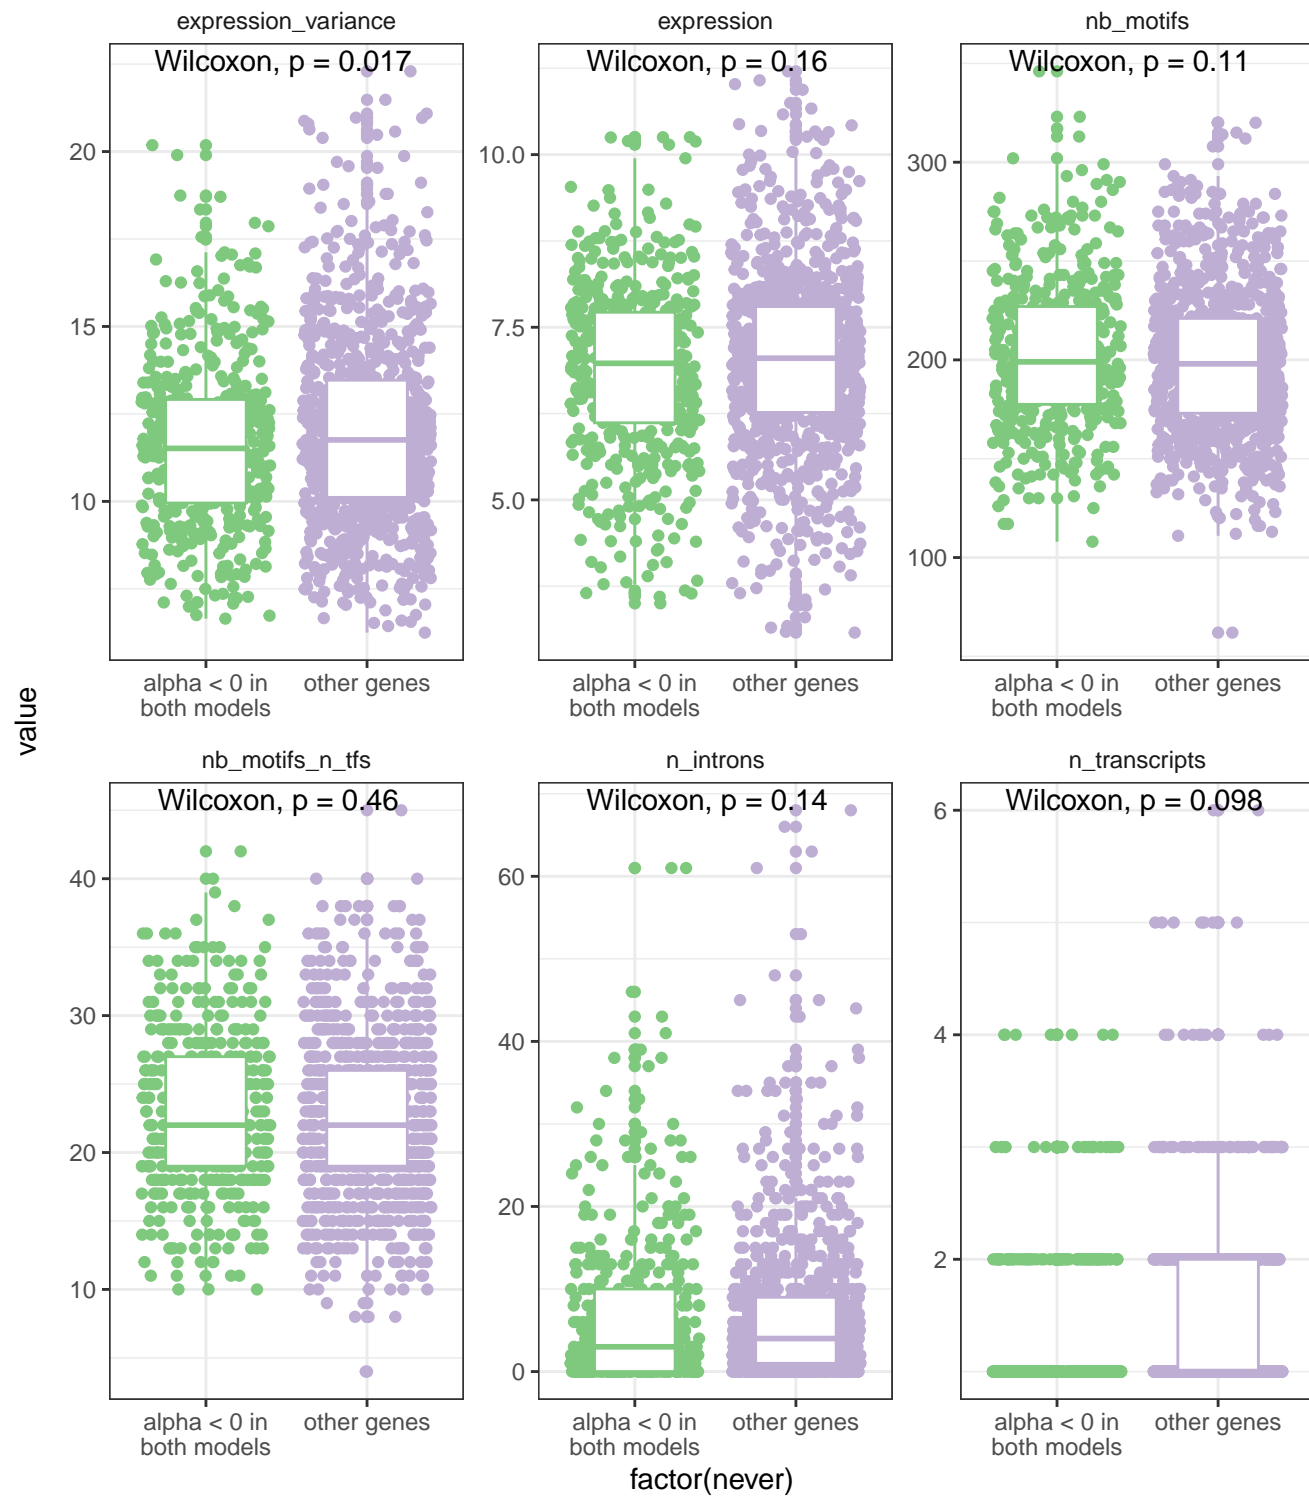 expression_variance
expression
nb_motifs
Wilcoxon, p = 0.017
Wilcoxon, p = 0.16
Wilcoxon, p = 0.11
20
15
10
10.0
7.5
5.0
300
200
100
alpha < 0 in
both models
other genes
alpha < 0 in
both models
other genes
alpha < 0 in
both models
other genes
value
nb_motifs_n_tfs
n_introns
n_transcripts
Wilcoxon, p = 0.46
Wilcoxon, p = 0.14
Wilcoxon, p = 0.098
40
30
20
10
60
40
20
0
6
4
2
alpha < 0 in
both models
other genes
alpha < 0 in
both models
other genes
alpha < 0 in
both models
other genes
factor(never)